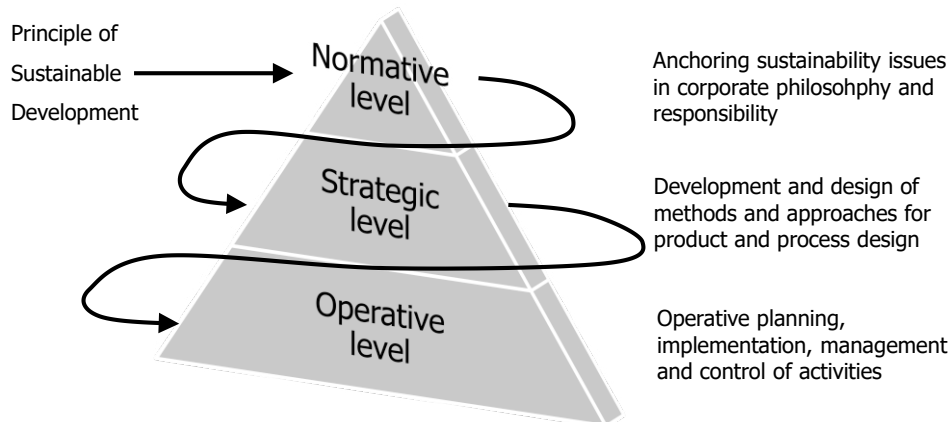 Principle of
Sustainable
Development
Normative
level
Anchoring sustainability issues
in corporate philosohphy and
responsibility
Strategic
level
Development and design of
methods and approaches for
product and process design
Operative
level
Operative planning,
implementation, management
and control of activities